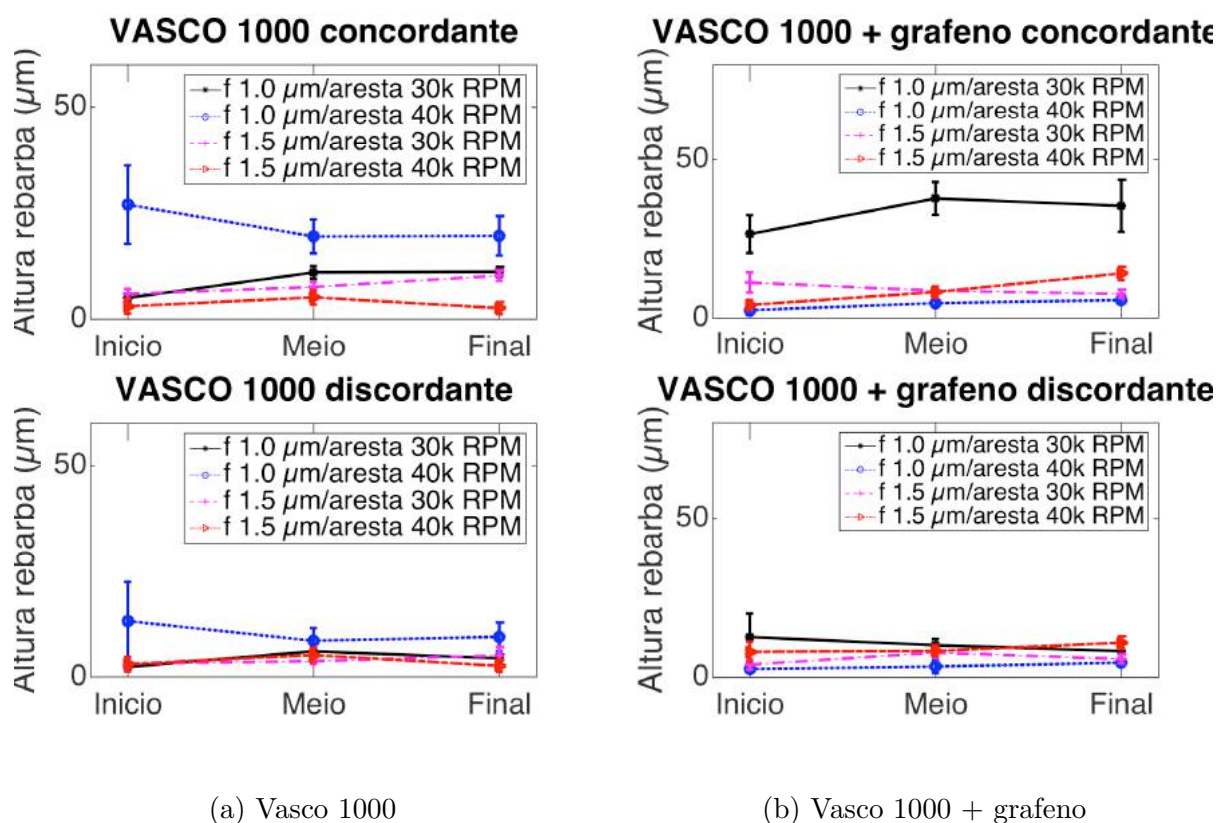 VASCO 1000 concordante
Altura rebarba (µm)
50
0
f 1.0 µm/aresta 30k RPM
f 1.0 µm/aresta 40k RPM
f 1.5 µm/aresta 30k RPM
f 1.5 µm/aresta 40k RPM
Inicio Meio Final
VASCO 1000 + grafeno concordante
Altura rebarba (µm)
50
0
f 1.0 µm/aresta 30k RPM
f 1.0 µm/aresta 40k RPM
f 1.5 µm/aresta 30k RPM
f 1.5 µm/aresta 40k RPM
Inicio Meio Final
VASCO 1000 discordante
Altura rebarba (µm)
50
0
f 1.0 µm/aresta 30k RPM
f 1.0 µm/aresta 40k RPM
f 1.5 µm/aresta 30k RPM
f 1.5 µm/aresta 40k RPM
Inicio Meio Final
VASCO 1000 + grafeno discordante
Altura rebarba (µm)
50
0
f 1.0 µm/aresta 30k RPM
f 1.0 µm/aresta 40k RPM
f 1.5 µm/aresta 30k RPM
f 1.5 µm/aresta 40k RPM
Inicio Meio Final
(a) Vasco 1000
(b) Vasco 1000 + grafeno